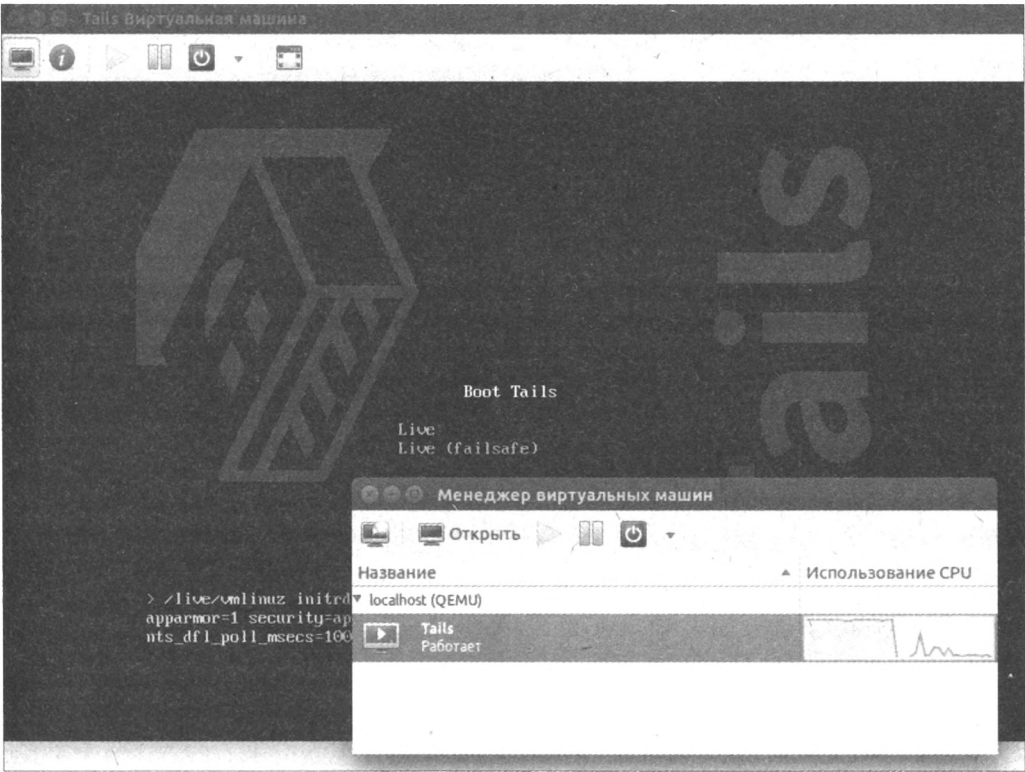 Tails Виртуальная машина
ails
Boot Tails
Live
Live (failsafe)
Менеджер виртуальных машин
Открыть
Название
Использование CPU
localhost (QEMU)
Tails
Работает
> /live/vmlinuz initrd
apparmor=1 security=ap
nts_dfl_poll_msecs=100